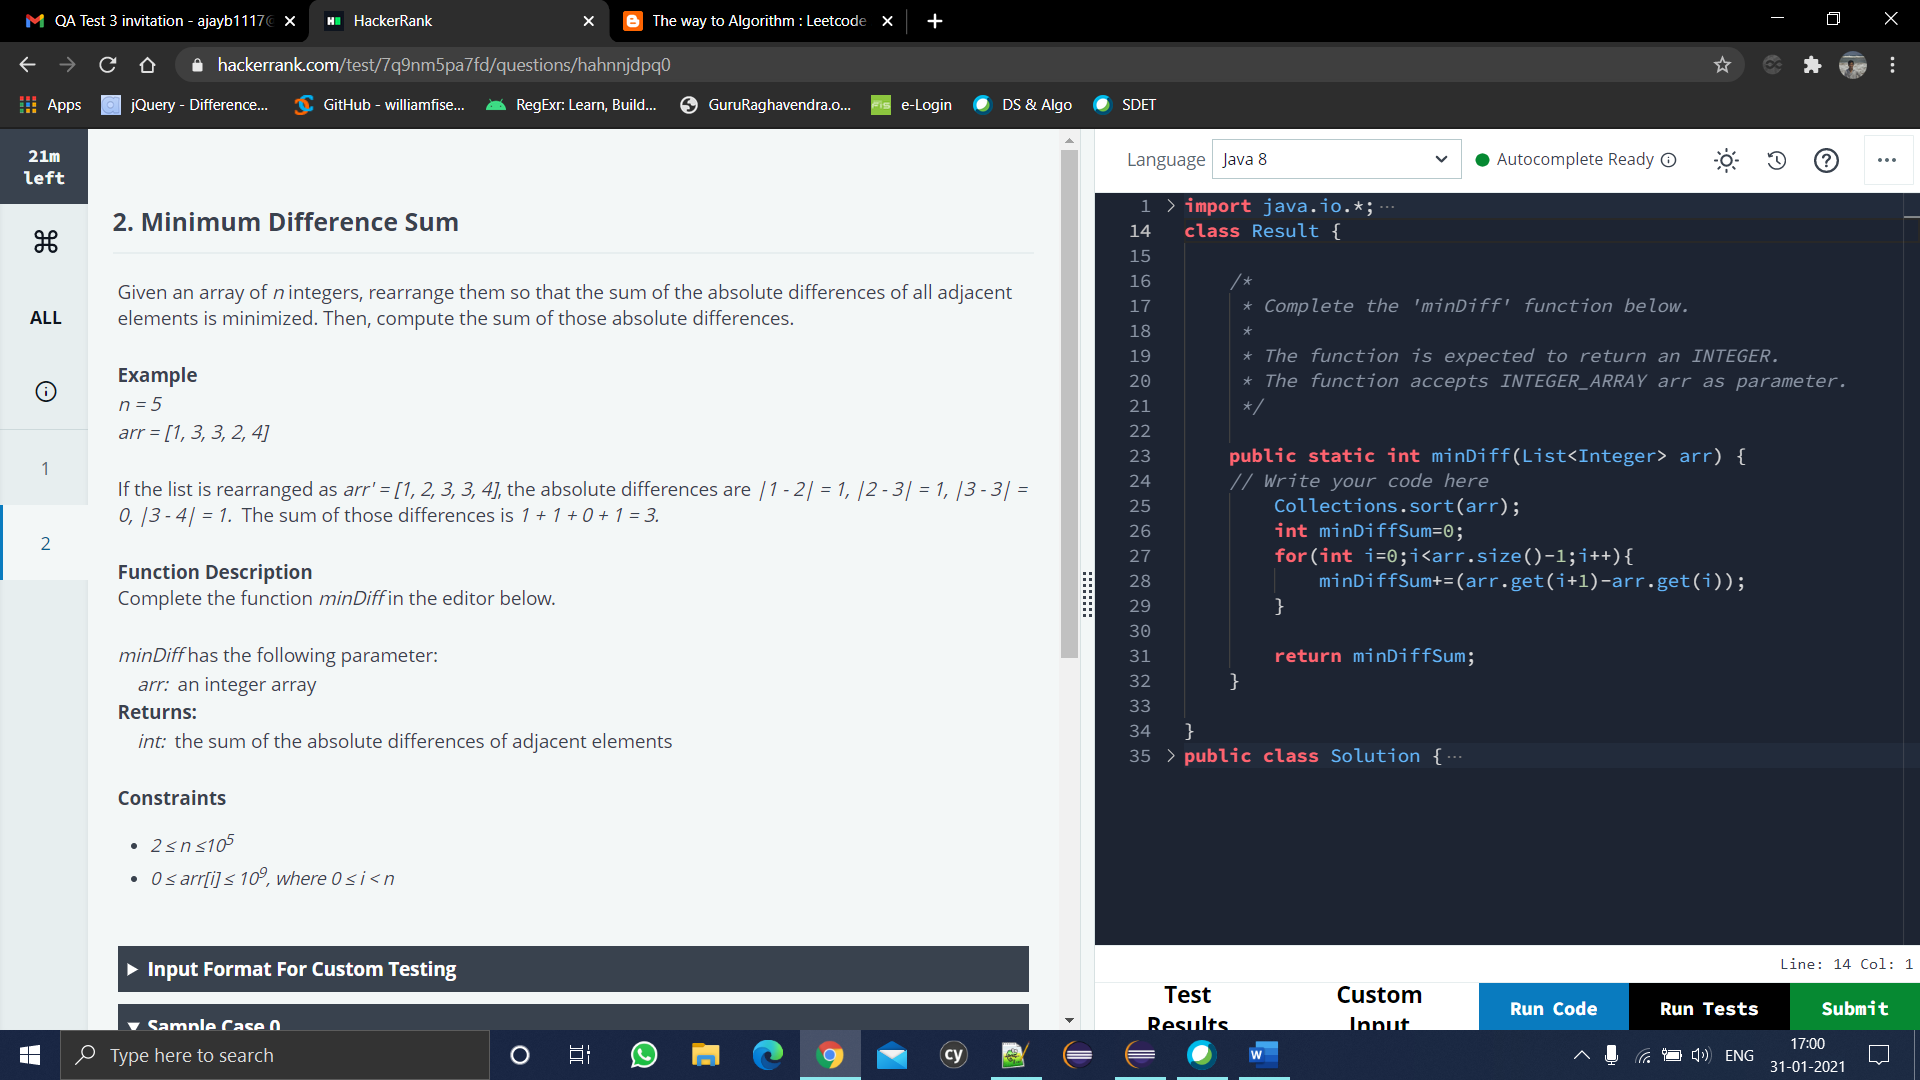 QA Test 3 invitation - ajayb1117@
HackerRank
The way to Algorithm : Leetcode
hackerrank.com/test/7q9nm5pa7fd/questions/hahnnjdpq0
Apps
jQuery - Difference...
GitHub - williamfise...
RegExr: Learn, Build...
GuruRaghavendra.o...
e-Login
DS & Algo
SDET
21m
left
ALL
1
2
2. Minimum Difference Sum
Given an array of n integers, rearrange them so that the sum of the absolute differences of all adjacent
elements is minimized. Then, compute the sum of those absolute differences.
Example
n = 5
arr = [1, 3, 3, 2, 4]
If the list is rearranged as arr' = [1, 2, 3, 3, 4], the absolute differences are |1 - 2| = 1, |2 - 3| = 1, |3 - 3| =
0, |3 - 4| = 1. The sum of those differences is 1 + 1 + 0 + 1 = 3.
Function Description
Complete the function minDiff in the editor below.
minDiff has the following parameter:
arr: an integer array
Returns:
int: the sum of the absolute differences of adjacent elements
Constraints
• 2 ≤ n ≤10⁵
• 0 ≤ arr[i] ≤ 10⁹, where 0 ≤ i < n
Input Format For Custom Testing
Sample Case 0
Language
Java 8
Autocomplete Ready
1 import java.io.*;
14 class Result {
15
16 /*
17 * Complete the 'minDiff' function below.
18 *
19 * The function is expected to return an INTEGER.
20 * The function accepts INTEGER_ARRAY arr as parameter.
21 */
22
23 public static int minDiff(List<Integer> arr) {
24 // Write your code here
25 Collections.sort(arr);
26 int minDiffSum=0;
27 for(int i=0;i<arr.size()-1;i++){
28 minDiffSum+=(arr.get(i+1)-arr.get(i));
29 }
30
31 return minDiffSum;
32 }
33
34 }
35 public class Solution {
Line: 14 Col: 1
Test
Results
Custom
Input
Run Code
Run Tests
Submit
Type here to search
ENG
17:00
31-01-2021